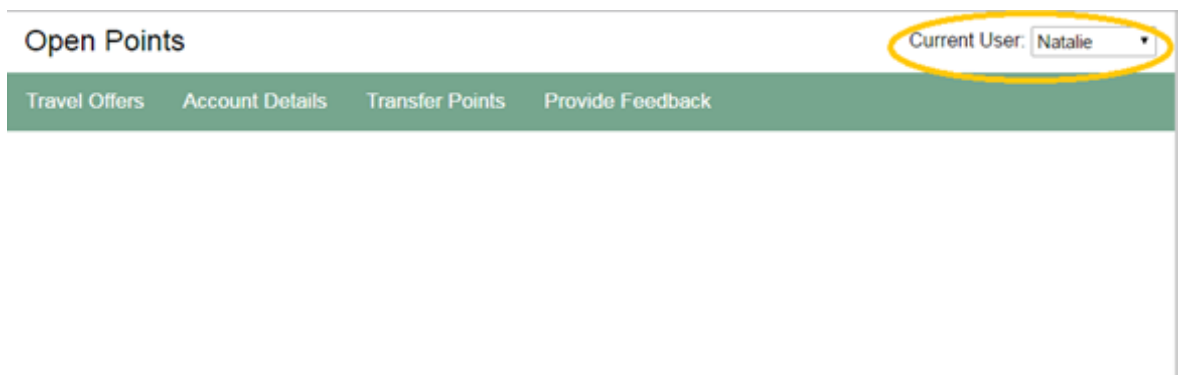 Open Points
Current User: Natalie
Travel Offers Account Details Transfer Points Provide Feedback